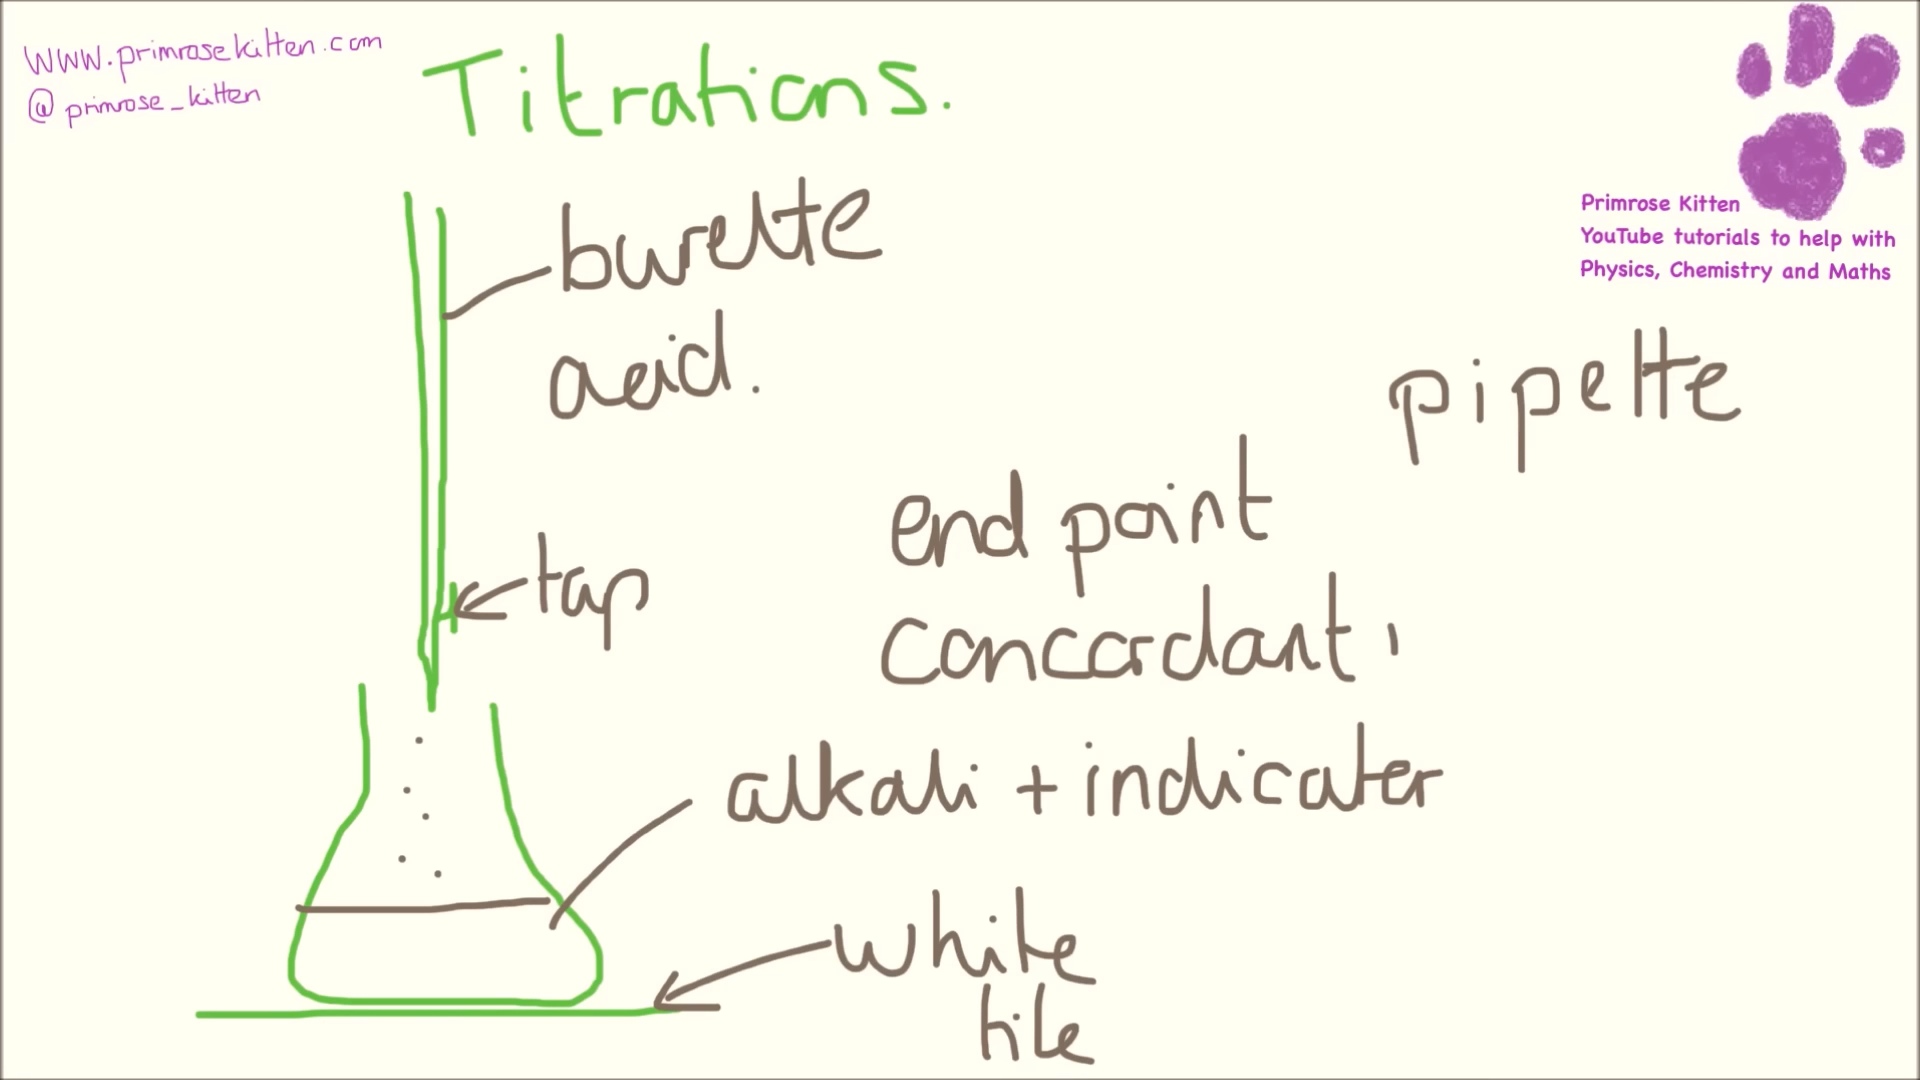 www.primrosekitten.com
@primrose_kitten
Titrations.
Primrose Kitten
YouTube tutorials to help with
Physics, Chemistry and Maths
burette
acid.
pipette
end point
tap
concordant
alkali + indicater
white
tile